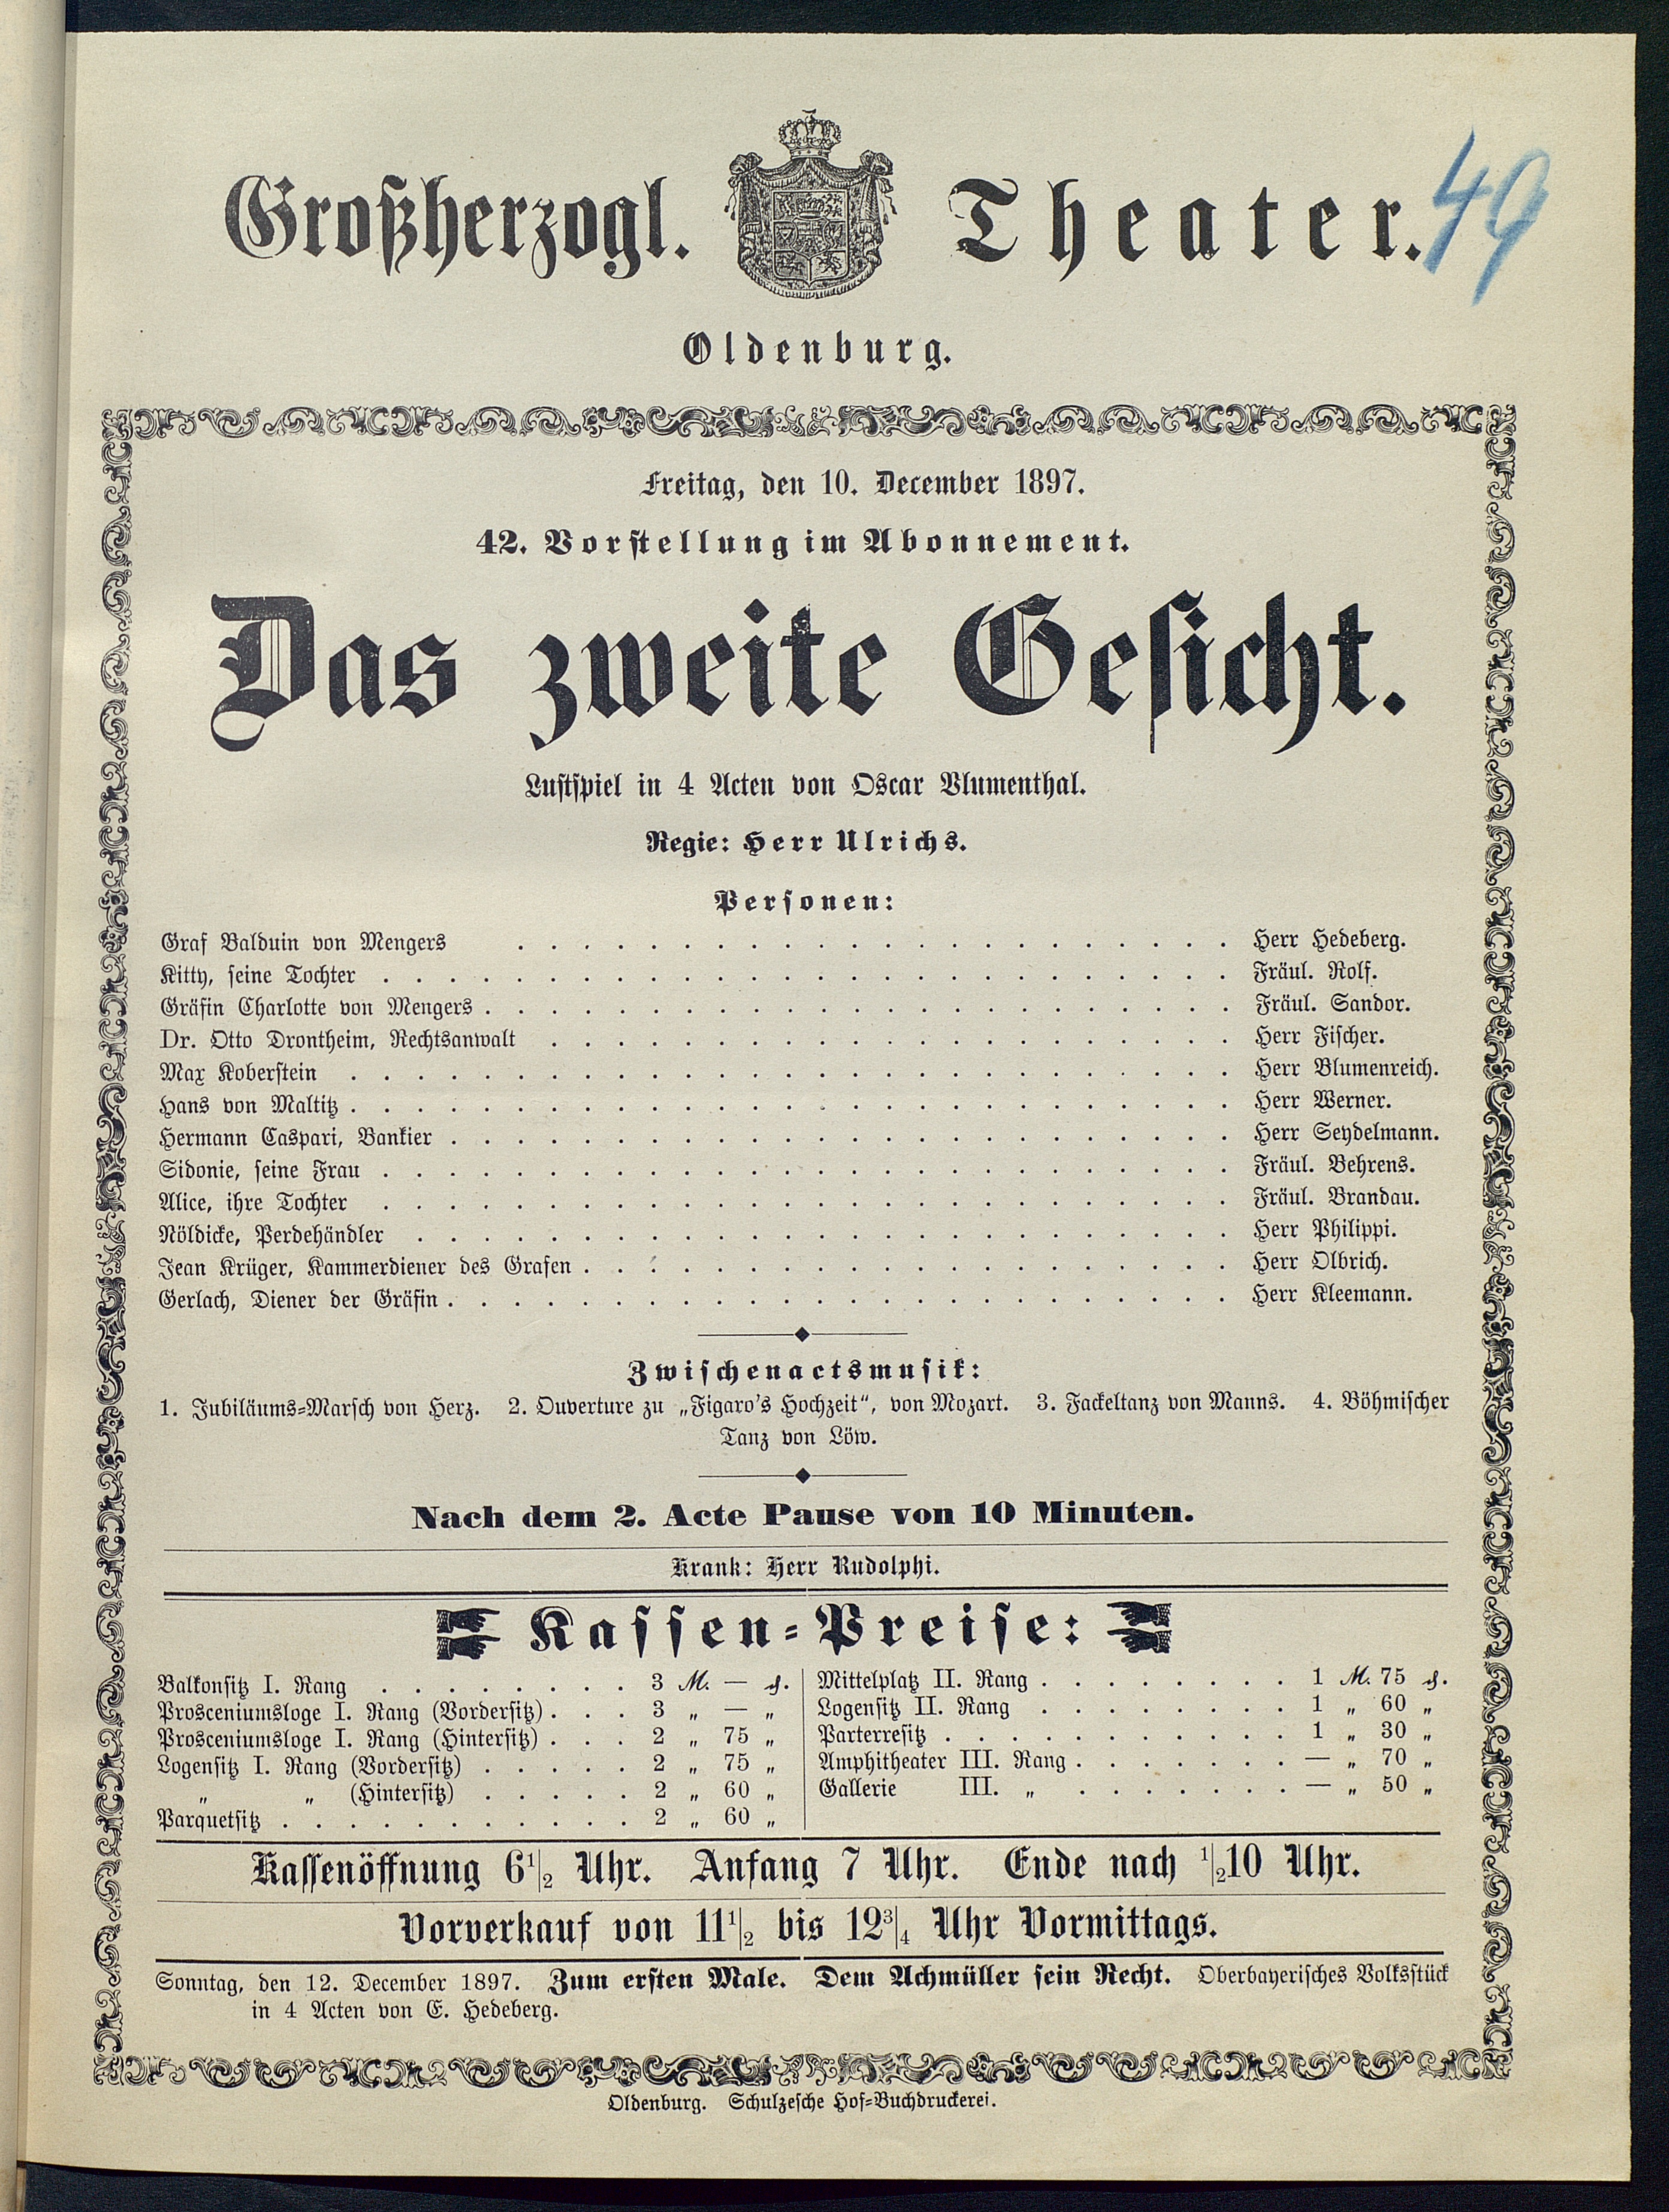 Großherzogl. Theater.
49
Oldenburg.
Freitag, den 10. December 1897.
42. Vorstellung im Abonnement.
Das zweite Gesicht.
Lustspiel in 4 Acten von Oscar Blumenthal.
Regie: Herr Ulrichs.
Personen:
Graf Balduin von Mengers . . . . . . . . . . Herr Hedeberg.
Kitty, seine Tochter . . . . . . . . . . Fräul. Rolf.
Gräfin Charlotte von Mengers . . . . . . . . . . Fräul. Sandor.
Dr. Otto Drontheim, Rechtsanwalt . . . . . . . . . . Herr Fischer.
Max Koberstein . . . . . . . . . . Herr Blumenreich.
Hans von Maltitz . . . . . . . . . . Herr Werner.
Hermann Caspari, Bankier . . . . . . . . . . Herr Seydelmann.
Sidonie, seine Frau . . . . . . . . . . Fräul. Behrens.
Alice, ihre Tochter . . . . . . . . . . Fräul. Brandau.
Nöldicke, Perdehändler . . . . . . . . . . Herr Philippi.
Jean Krüger, Kammerdiener des Grafen . . . . . . . . . . Herr Olbrich.
Gerlach, Diener der Gräfin . . . . . . . . . . Herr Kleemann.
Zwischenactsmusik:
1. Jubiläums-Marsch von Herz. 2. Ouverture zu „Figaro's Hochzeit“, von Mozart. 3. Fackeltanz von Manns. 4. Böhmischer
Tanz von Löw.
Nach dem 2. Acte Pause von 10 Minuten.
Krank: Herr Rudolphi.
Kassen-Preise:
Balkonsitz I. Rang . . . . . . . . 3 M. — ₰.
Prosceniumsloge I. Rang (Vordersitz) . . . 3 „ — „
Prosceniumsloge I. Rang (Hintersitz) . . . 2 „ 75 „
Logensitz I. Rang (Vordersitz) . . . . . 2 „ 75 „
„ „ (Hintersitz) . . . . . 2 „ 60 „
Parquetsitz . . . . . . . . . . . 2 „ 60 „
Mittelplatz II. Rang . . . . . . . . 1 M. 75 ₰.
Logensitz II. Rang . . . . . . . . 1 „ 60 „
Parterresitz . . . . . . . . . . . 1 „ 30 „
Amphitheater III. Rang . . . . . . . — „ 70 „
Gallerie III. „ . . . . . . . — „ 50 „
Kassenöffnung 6½ Uhr. Anfang 7 Uhr. Ende nach ½10 Uhr.
Vorverkauf von 11½ bis 12¾ Uhr Vormittags.
Sonntag, den 12. December 1897. Zum ersten Male. Dem Achmüller sein Recht. Oberbayerisches Volksstück
in 4 Acten von E. Hedeberg.
Oldenburg. Schulzesche Hof-Buchdruckerei.